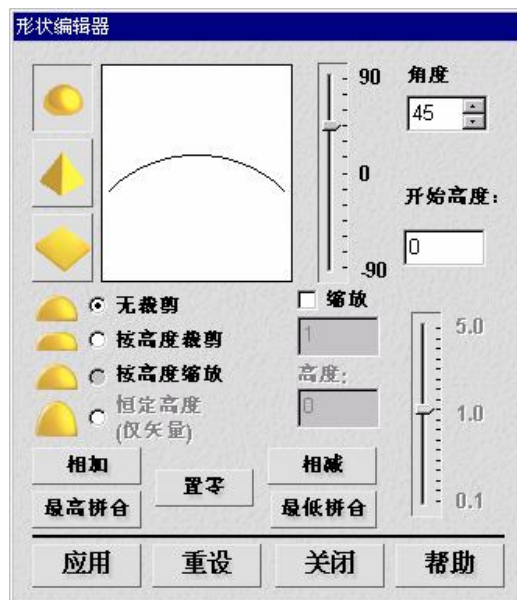 形状编辑器
90
角度
45
0
开始高度：
0
-90
无裁剪
缩放
按高度裁剪
1
5.0
按高度缩放
高度：
恒定高度
0
(仅矢量)
1.0
相加
相减
置零
最高拼合
最低拼合
0.1
应用
重设
关闭
帮助